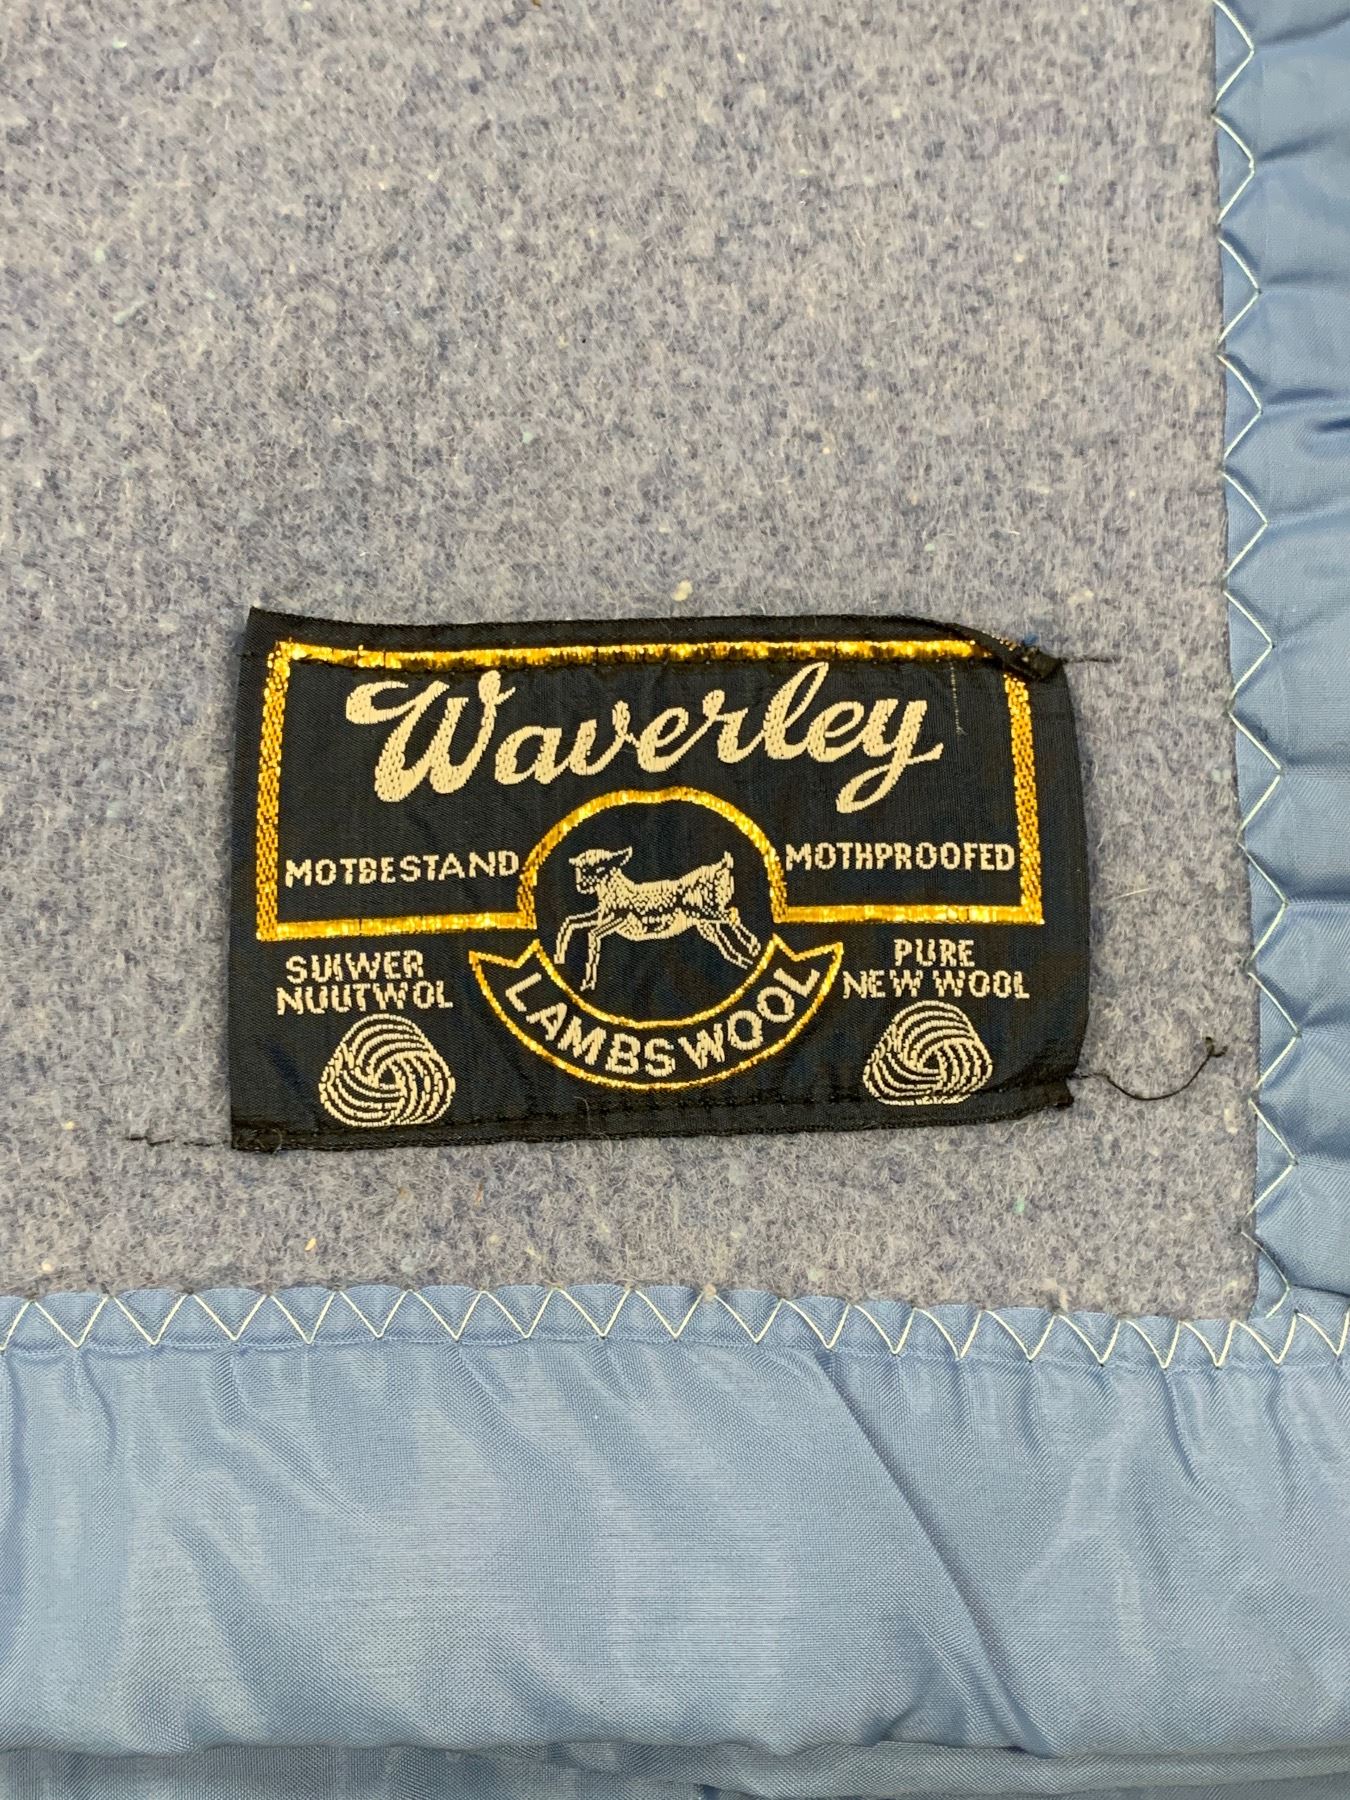 Waverley
MOTBESTAND
MOTHPROOFED
SUIWER
NUUTWOL
LAMBSWOOL
PURE
NEW WOOL